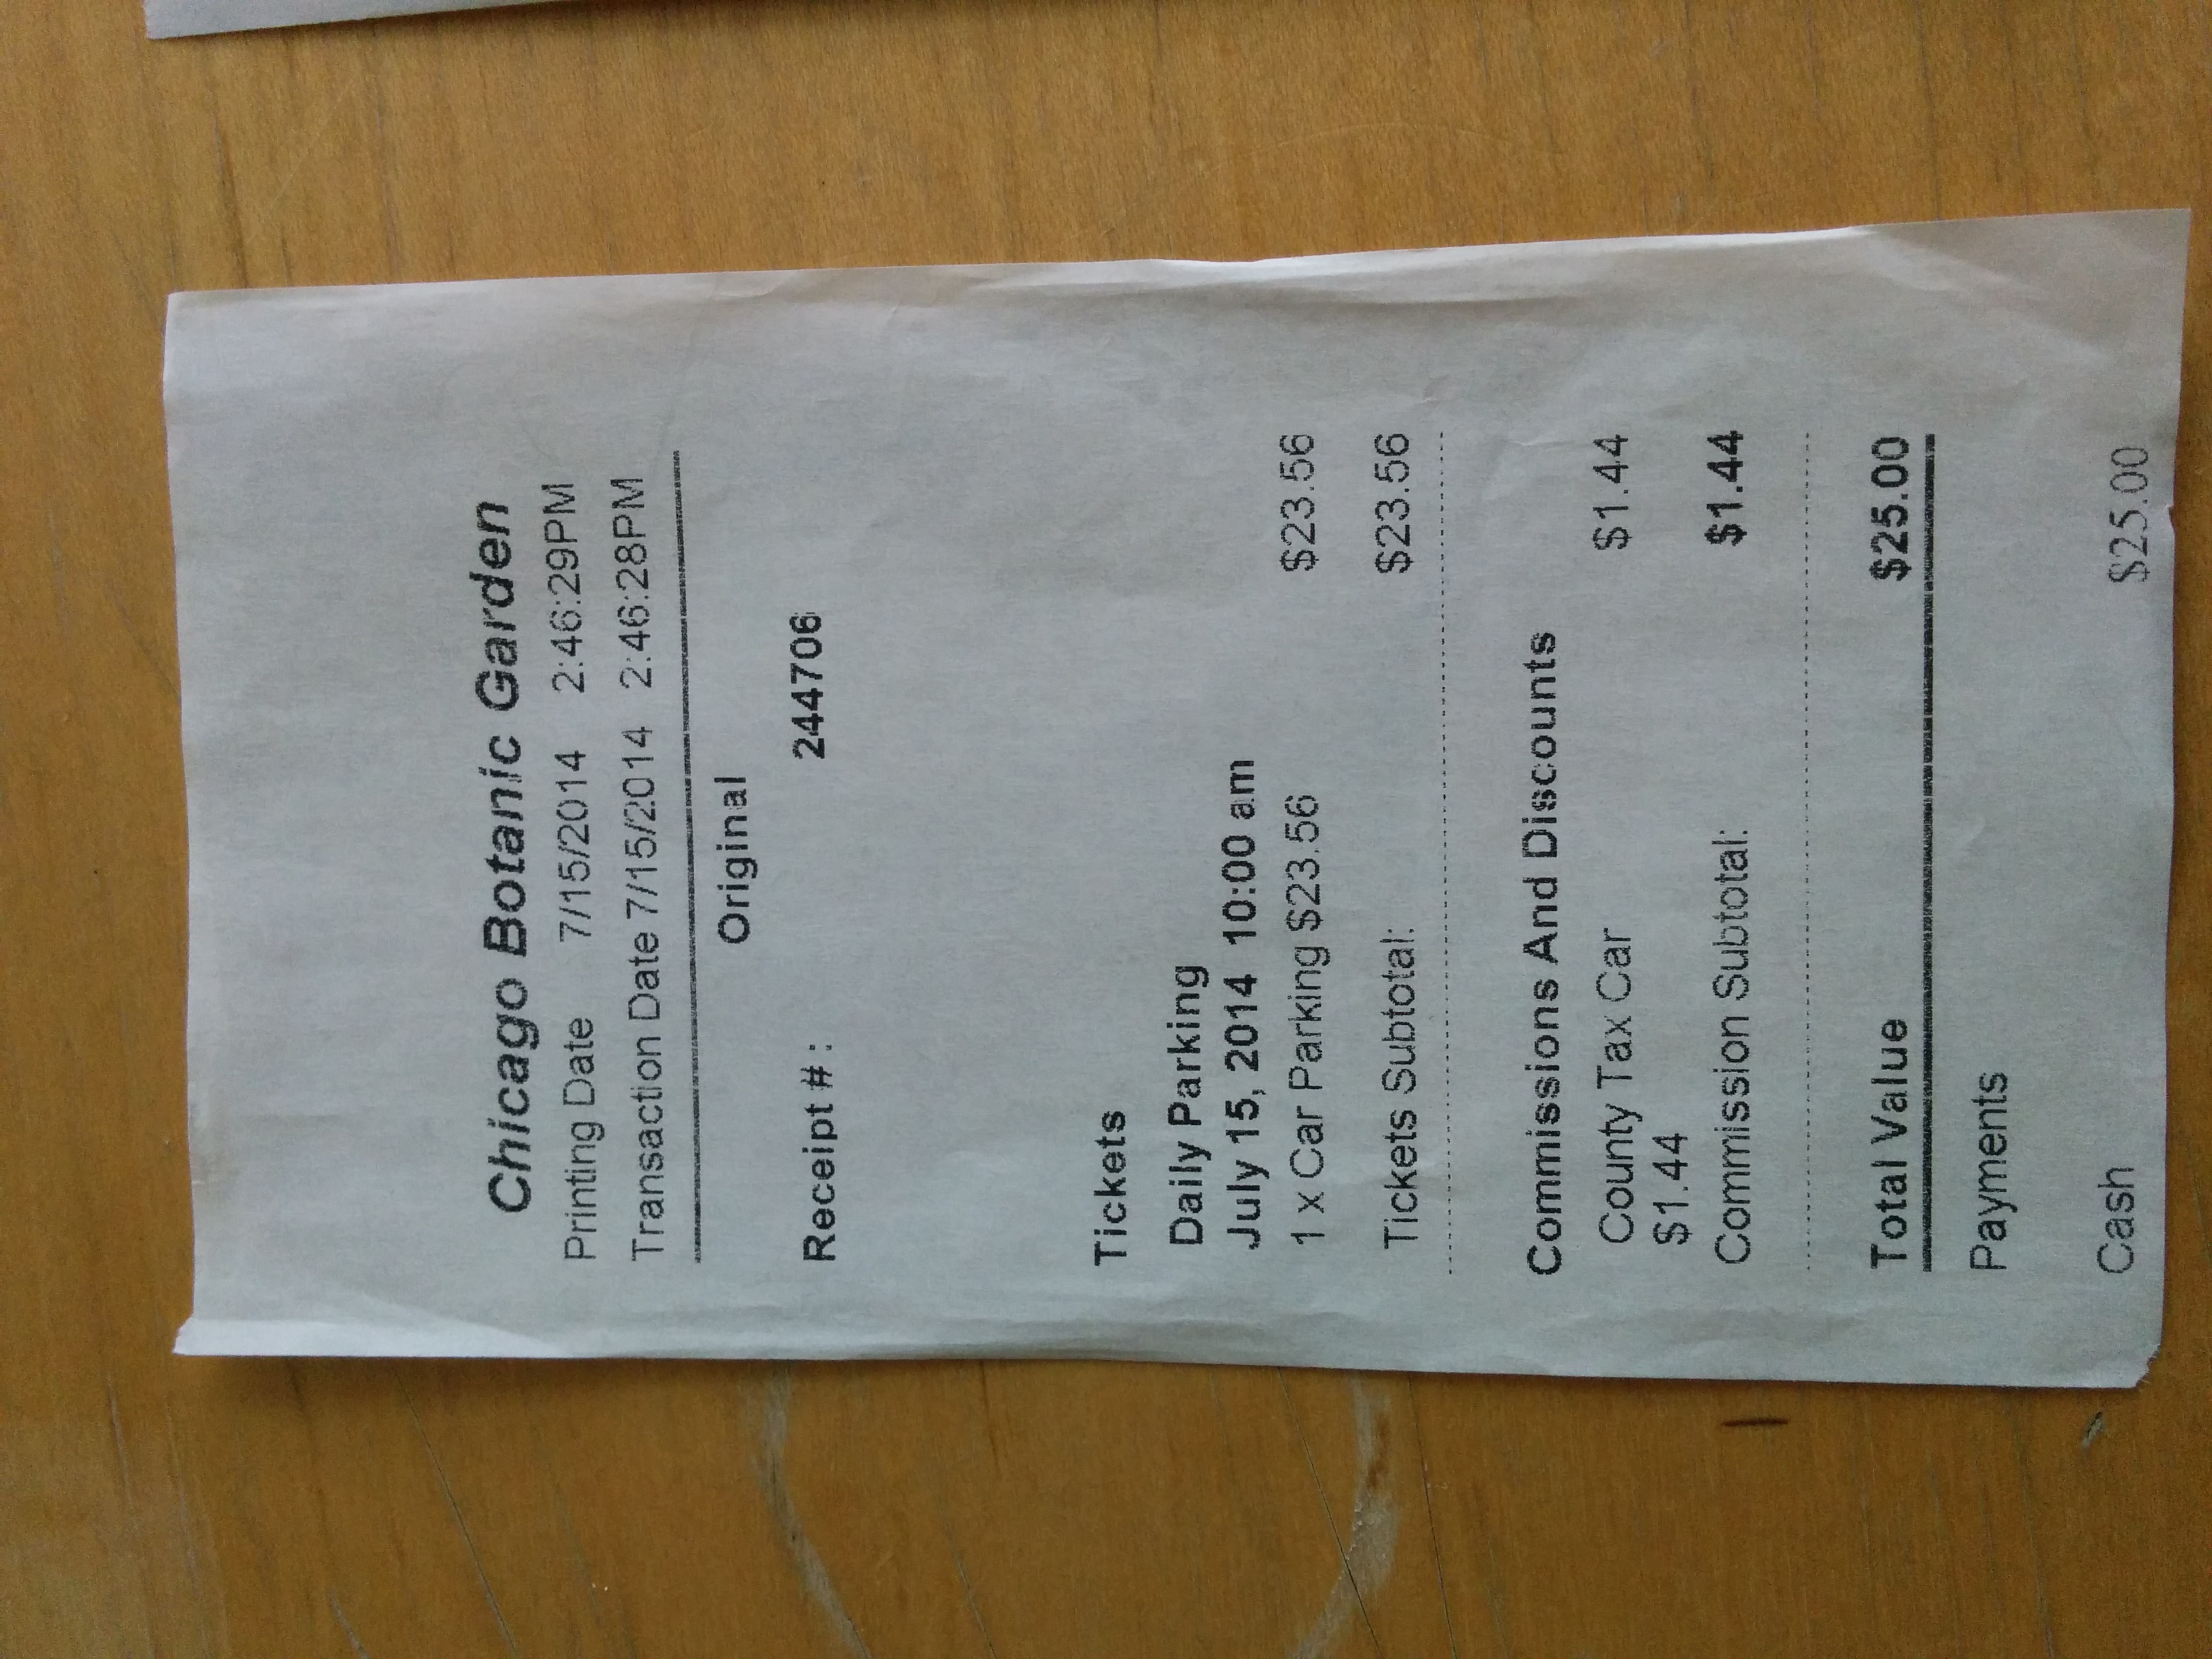 Chicago Botanic Garden
Printing Date 7/15/2014 2:46:29PM
Transaction Date 7/15/2014 2:46:28PM
Original
Receipt #: 244706
Tickets
Daily Parking
July 15, 2014 10:00 am
1 x Car Parking $23.56 $23.56
Tickets Subtotal: $23.56
Commissions And Discounts
County Tax Car $1.44
$1.44
Commission Subtotal: $1.44
Total Value $25.00
Payments
Cash $25.00